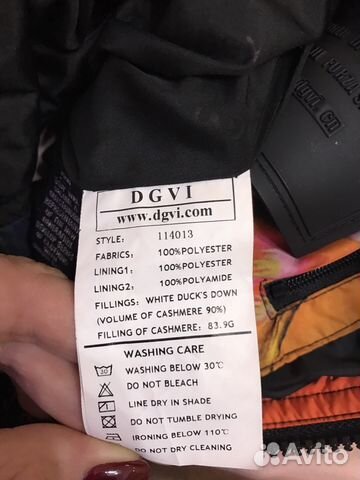 DGVI
www.dgvi.com
STYLE: 114013
FABRICS: 100%POLYESTER
LINING1: 100%POLYESTER
LINING2: 100%POLYAMIDE
FILLINGS: WHITE DUCK'S DOWN
(VOLUME OF CASHMERE 90%)
FILLING OF CASHMERE: 83.9G
WASHING CARE
30 WASHING BELOW 30℃
DO NOT BLEACH
1 LINE DRY IN SHADE
DO NOT TUMBLE DRYING
IRONING BELOW 110℃
DO NOT DRY CLEANING
Avito